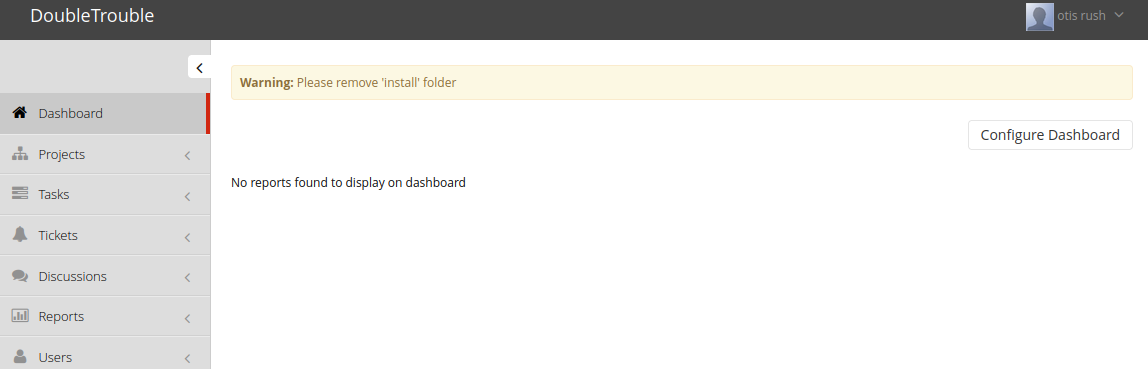 DoubleTrouble
otis rush
Warning: Please remove 'install' folder
Dashboard
Configure Dashboard
Projects
No reports found to display on dashboard
Tasks
Tickets
Discussions
Reports
Users